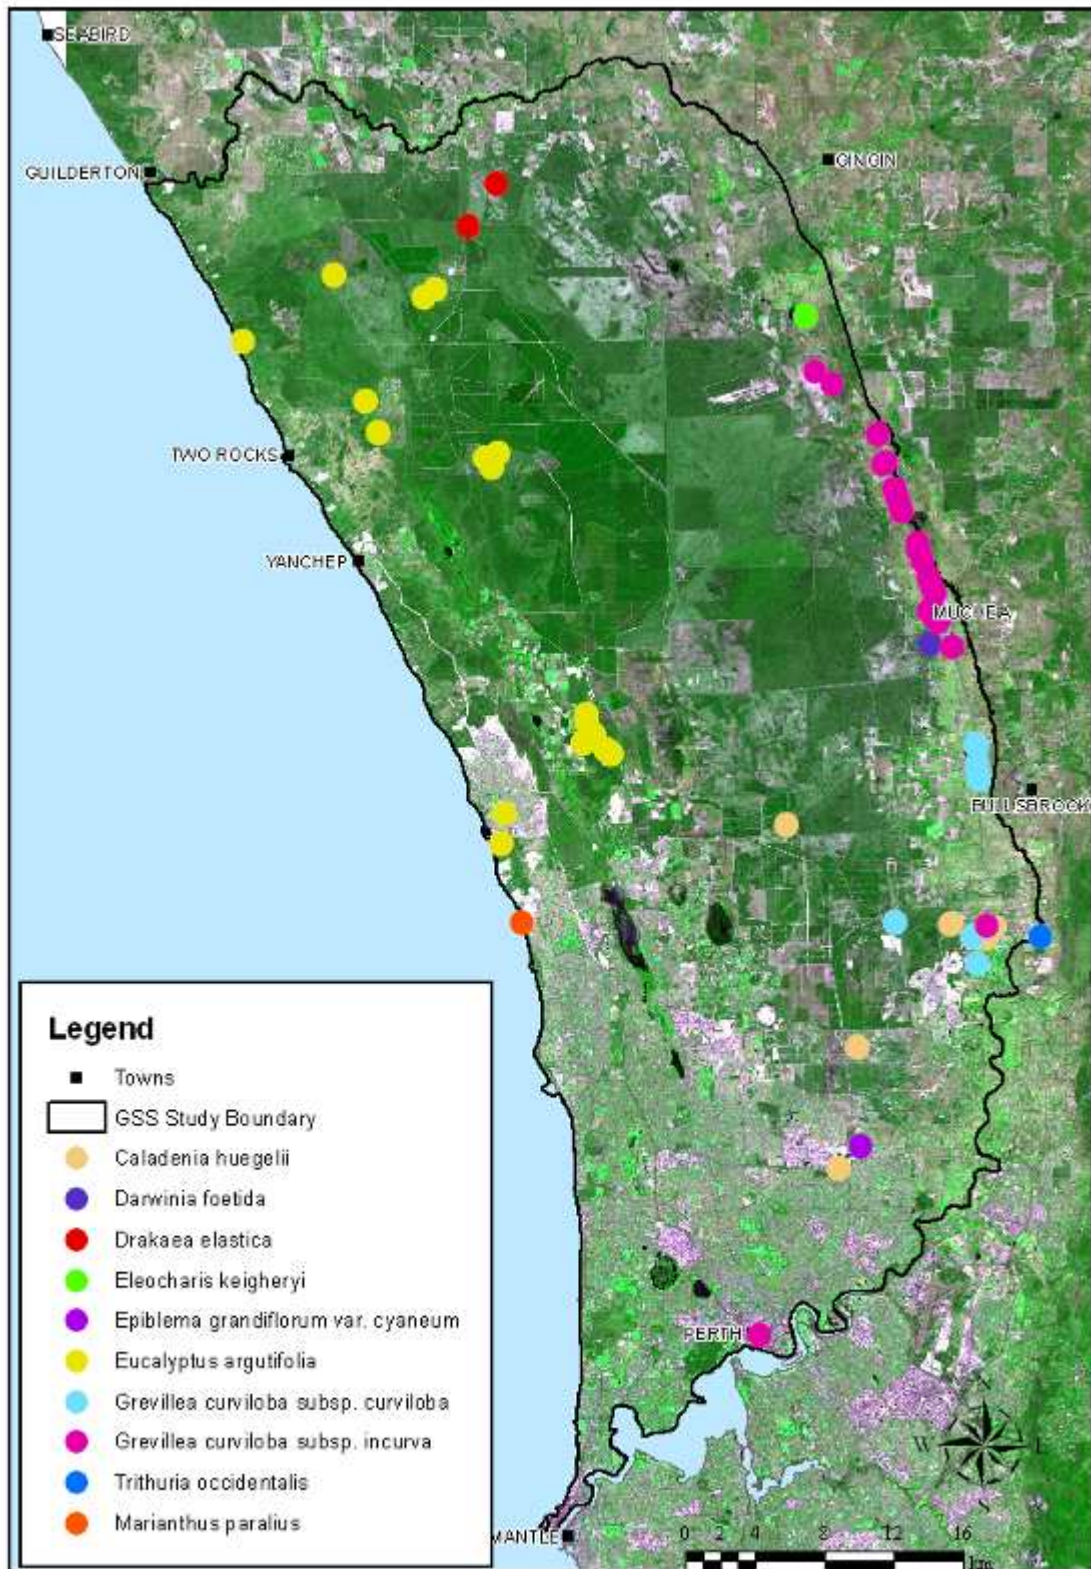 SEABIRD
GUILDERTON
GINGIN
TWO ROCKS
YANCHEP
MUCHEA
BULLSBROOK
PERTH
MANTLE
Legend
Towns
GSS Study Boundary
Caladenia huegelii
Darwinia foetida
Drakaea elastica
Eleocharis keigheryi
Epiblema grandiflorum var. cyaneum
Eucalyptus argutifolia
Grevillea curviloba subsp. curviloba
Grevillea curviloba subsp. incurva
Trithuria occidentalis
Marianthus paralius
N
W E
S
0 2 4 8 12 16
km